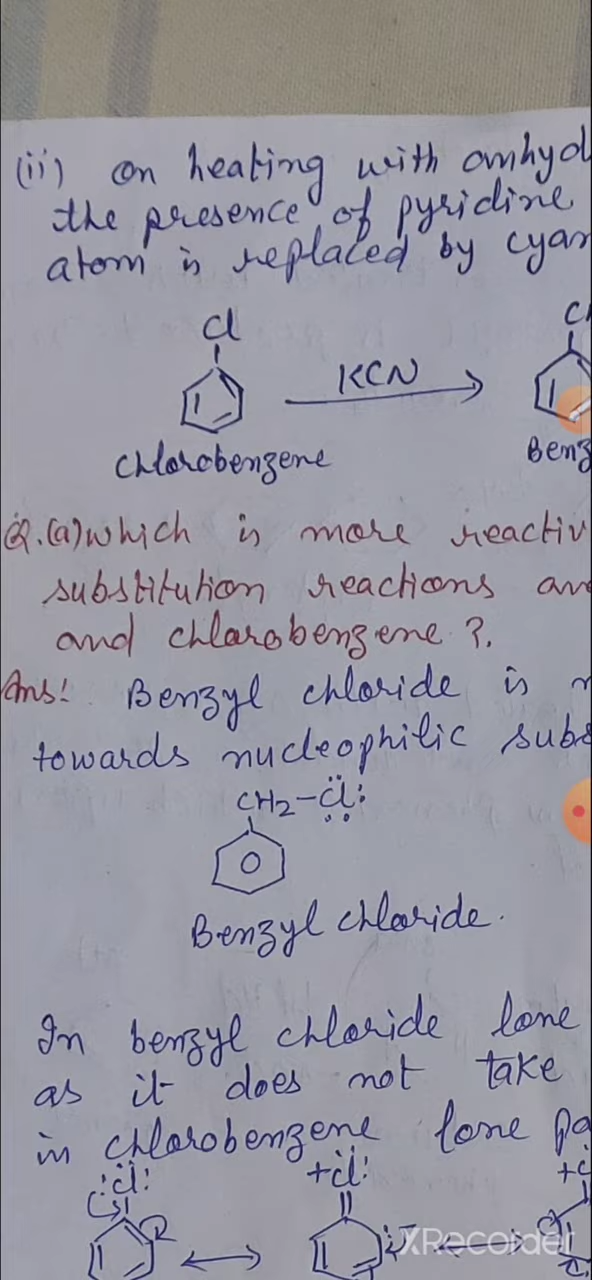 (ii) on heating with anhyd
the presence of pyridine
atom is replaced by cyan
Cl
KCN
chlorobenzene
Benz
Q.(a) which is more reactiv
substitution reactions an
and chlorobenzene ?.
Ans: Benzyl chloride is
towards nucleophilic subs
CH2-Cl
Benzyl chloride.
In benzyl chloride lone
as it does not take
in chlorobenzene lone pa
Cl +Cl +C
XRecorder